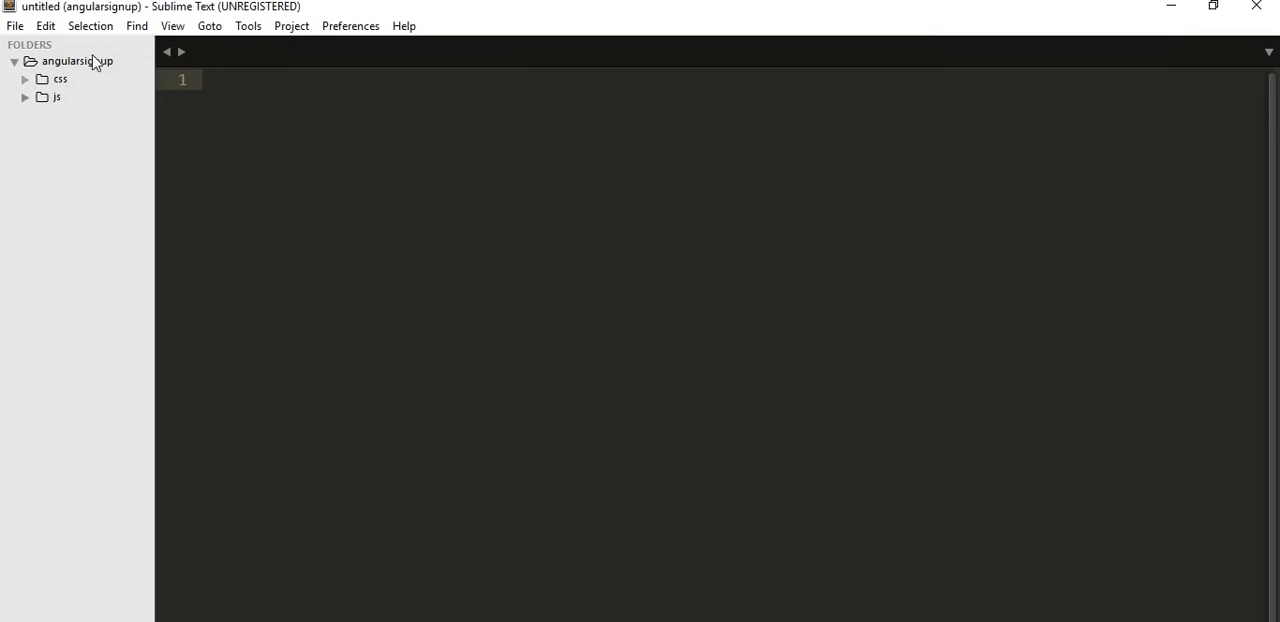 untitled (angularsignup) - Sublime Text (UNREGISTERED)
File Edit Selection Find View Goto Tools Project Preferences Help
FOLDERS
angularsignup
css
js
1